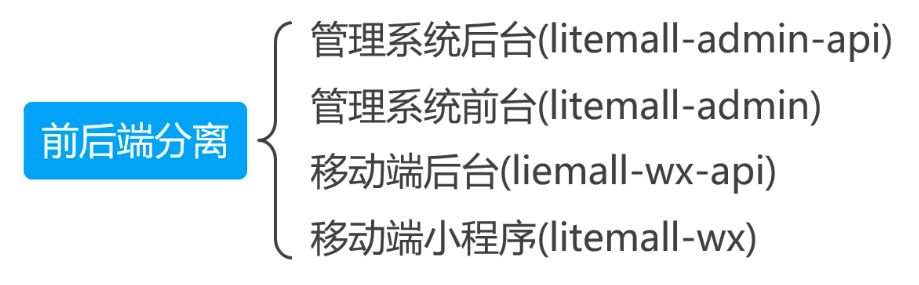 前后端分离
管理系统后台(litemall-admin-api)
管理系统前台(litemall-admin)
移动端后台(liemall-wx-api)
移动端小程序(litemall-wx)